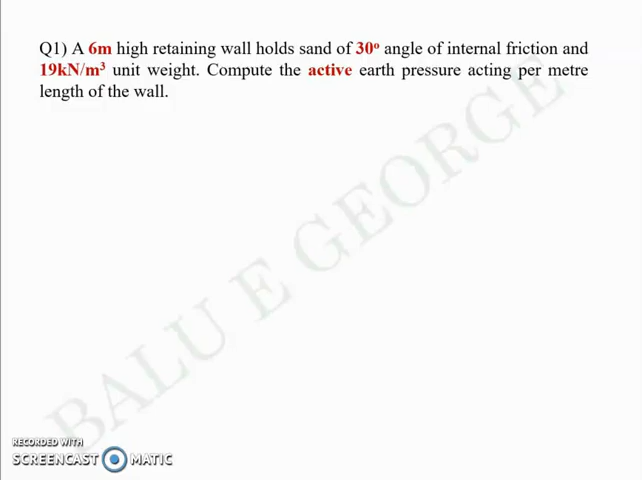 Q1) A 6m high retaining wall holds sand of 30° angle of internal friction and
19kN/m³ unit weight. Compute the active earth pressure acting per metre
length of the wall.
BALU E GEORGE
RECORDED WITH
SCREENCAST MATIC